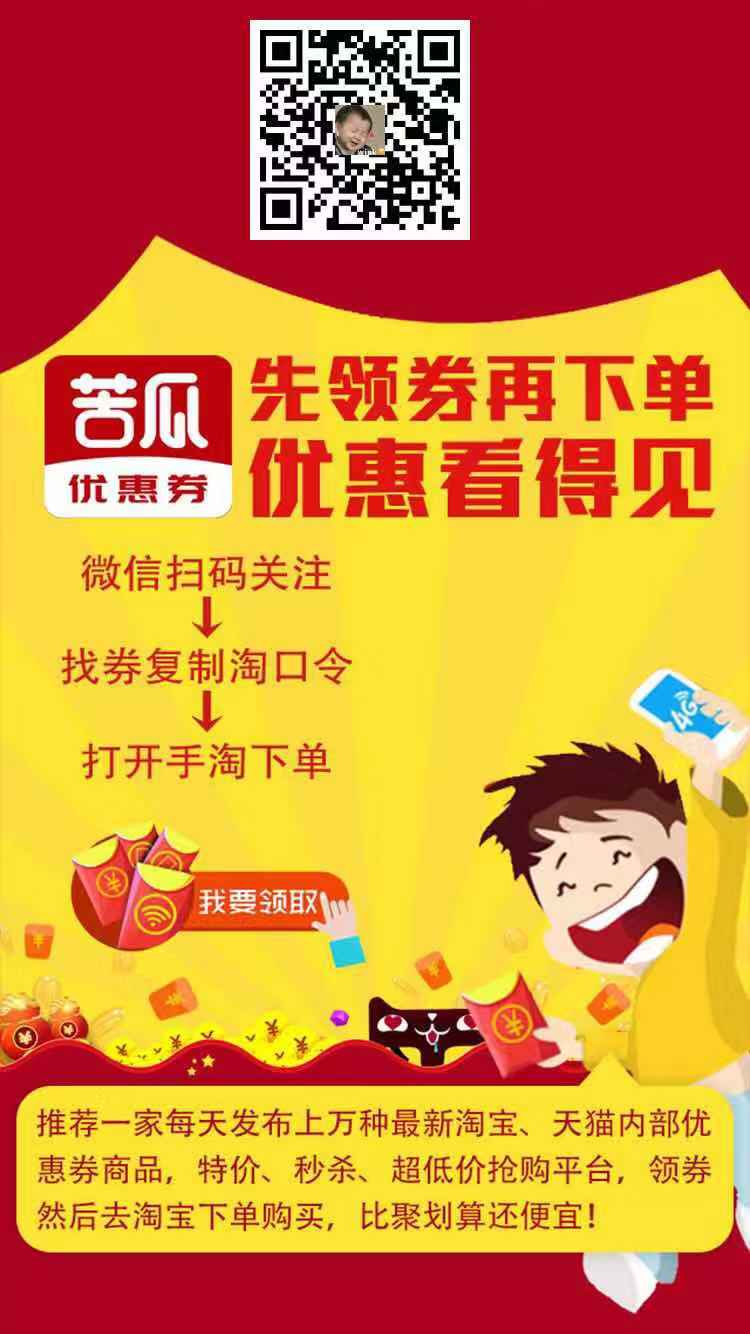 wink
苦瓜
优惠券
先领券再下单
优惠看得见
微信扫码关注
找券复制淘口令
打开手淘下单
4G
我要领取
推荐一家每天发布上万种最新淘宝、天猫内部优
惠券商品，特价、秒杀、超低价抢购平台，领券
然后去淘宝下单购买，比聚划算还便宜！